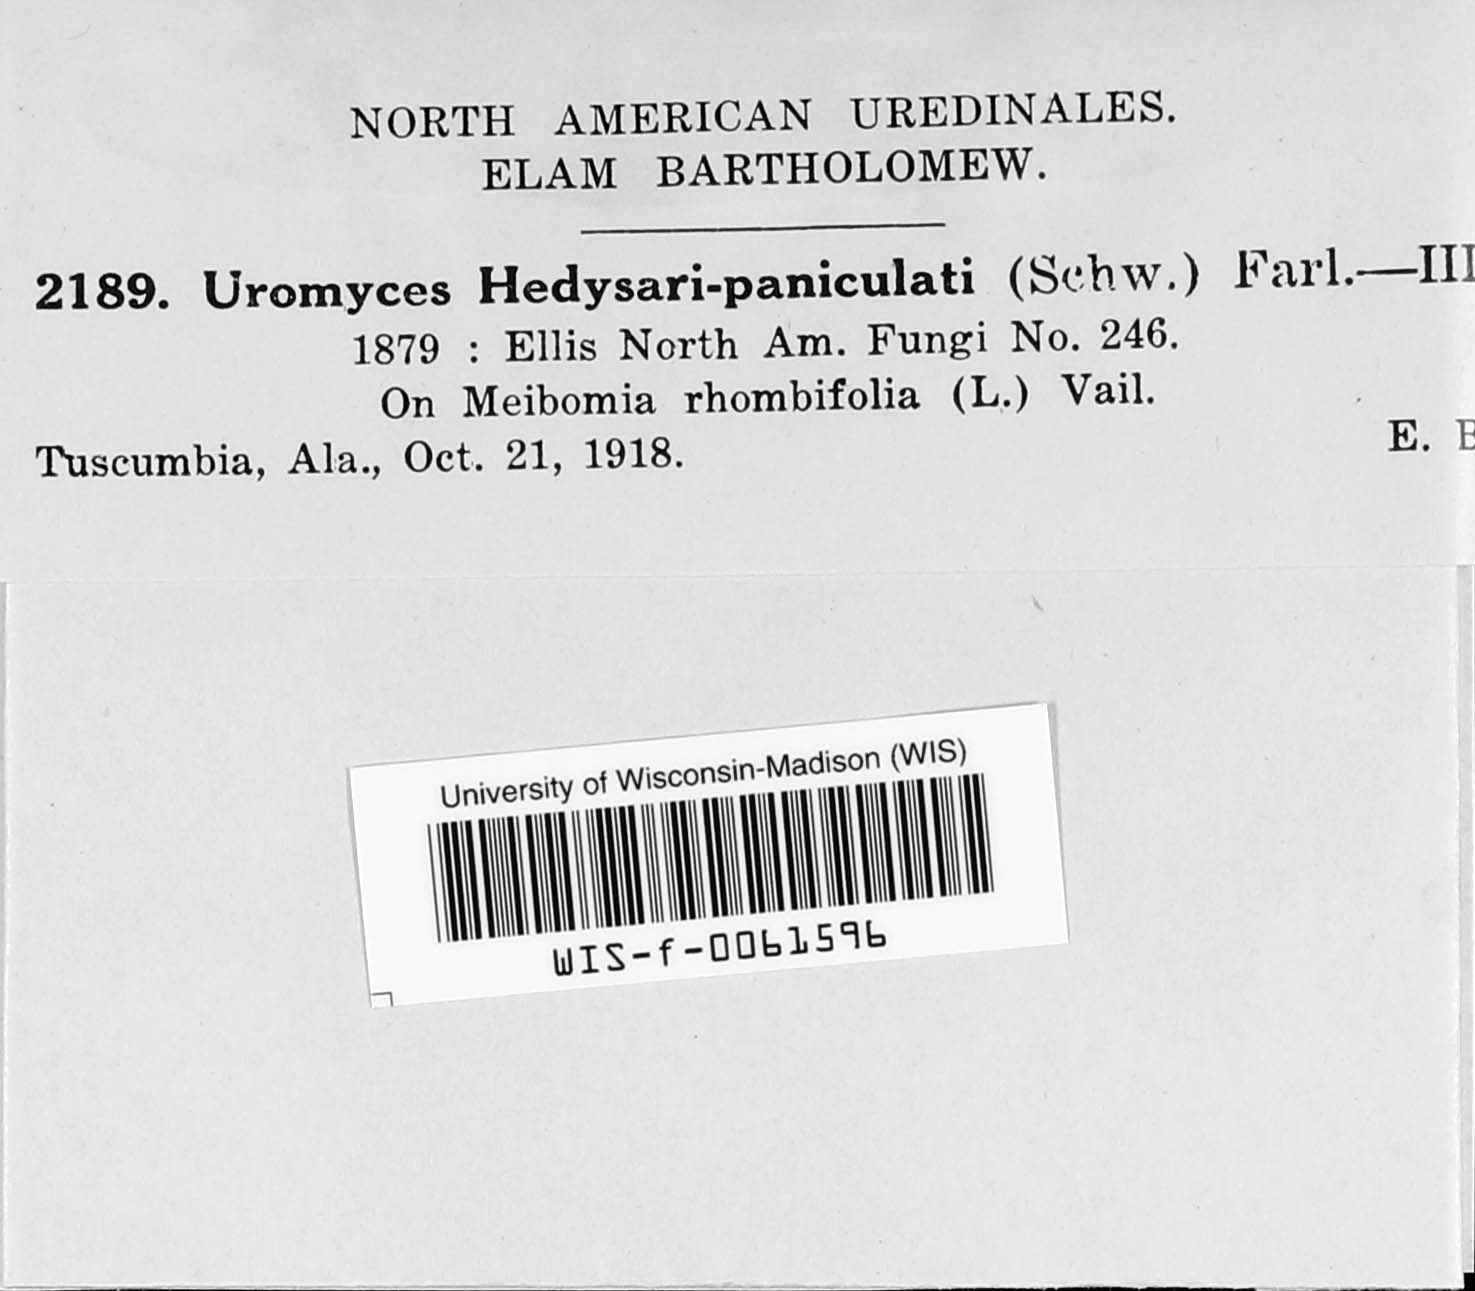 NORTH AMERICAN UREDINALES.
ELAM BARTHOLOMEW.
2189. Uromyces Hedysari-paniculati (Schw.) Farl.—III
1879 : Ellis North Am. Fungi No. 246.
On Meibomia rhombifolia (L.) Vail.
Tuscumbia, Ala., Oct. 21, 1918.
E.
University of Wisconsin-Madison (WIS)
WIS-f-0061596